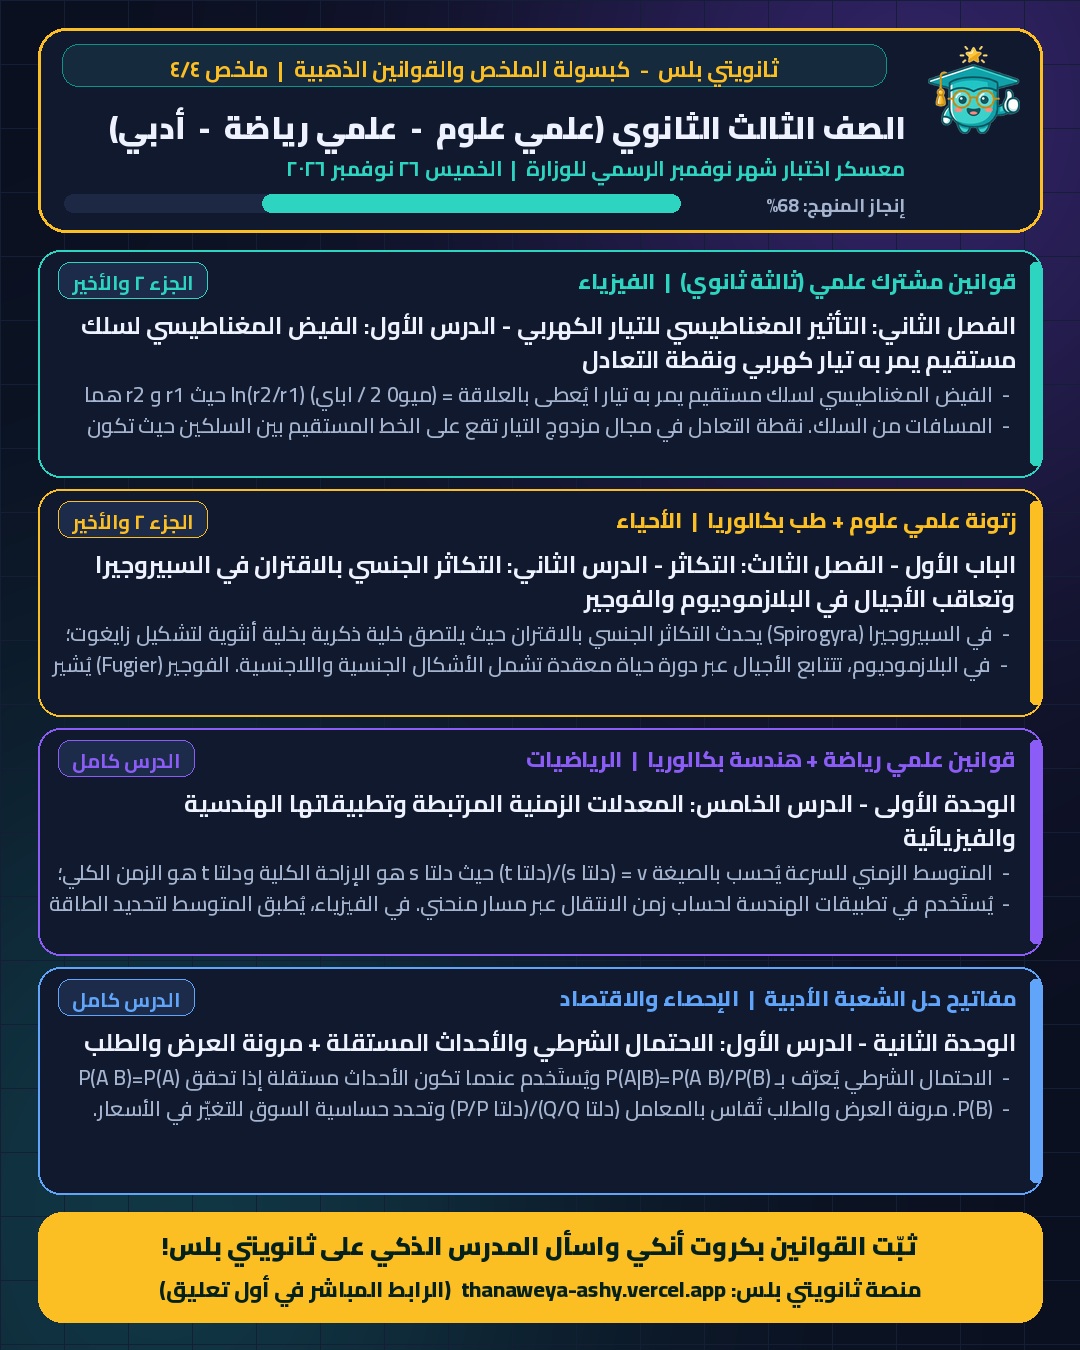 ثانويتي بلس - كبسولة الملخص والقوانين الذهبية | ملخص ٤/٤
الصف الثالث الثانوي (علمي علوم - علمي رياضة - أدبي)
معسكر اختبار شهر نوفمبر الرسمي للوزارة | الخميس ٢٦ نوفمبر ٢٠٢٦
إنجاز المنهج: 68%
قوانين مشترك علمي (ثالثة ثانوي) | الفيزياء
الجزء ٢ والأخير
الفصل الثاني: التأثير المغناطيسي للتيار الكهربي - الدرس الأول: الفيض المغناطيسي لسلك
مستقيم يمر به تيار كهربي ونقطة التعادل
- الفيض المغناطيسي لسلك مستقيم يمر به تيار I يُعطى بالعلاقة = (ميو0 2 / اباي) ln(r2/r1) حيث r1 و r2 هما
- المسافات من السلك. نقطة التعادل في مجال مزدوج التيار تقع على الخط المستقيم بين السلكين حيث تكون
زتونة علمي علوم + طب بكالوريا | الأحياء
الجزء ٢ والأخير
الباب الأول - الفصل الثالث: التكاثر - الدرس الثاني: التكاثر الجنسي بالاقتران في السبيروجيرا
وتعاقب الأجيال في البلازموديوم والفوجير
- في السبيروجيرا (Spirogyra) يحدث التكاثر الجنسي بالاقتران حيث يلتصق خلية ذكرية بخلية أنثوية لتشكيل زايغوت؛
- في البلازموديوم، تتتابع الأجيال عبر دورة حياة معقدة تشمل الأشكال الجنسية واللاجنسية. الفوجير (Fugier) يُشير
قوانين علمي رياضة + هندسة بكالوريا | الرياضيات
الدرس كامل
الوحدة الأولى - الدرس الخامس: المعدلات الزمنية المرتبطة وتطبيقاتها الهندسية
والفيزيائية
- المتوسط الزمني للسرعة يُحسب بالصيغة v = (دلتا s)/(دلتا t) حيث دلتا s هو الإزاحة الكلية ودلتا t هو الزمن الكلي؛
- يُستَخدم في تطبيقات الهندسة لحساب زمن الانتقال عبر مسار منحني. في الفيزياء، يُطبق المتوسط لتحديد الطاقة
مفاتيح حل الشعبة الأدبية | الإحصاء والاقتصاد
الدرس كامل
الوحدة الثانية - الدرس الأول: الاحتمال الشرطي والأحداث المستقلة + مرونة العرض والطلب
- الاحتمال الشرطي يُعرّف بـ P(A|B)=P(A B)/P(B) ويُستَخدم عندما تكون الأحداث مستقلة إذا تحقق P(A B)=P(A)
- P(B). مرونة العرض والطلب تُقاس بالمعامل (دلتا Q/Q)/(دلتا P/P) وتحدد حساسية السوق للتغيّر في الأسعار.
ثبّت القوانين بكروت أنكي واسأل المدرس الذكي على ثانويتي بلس!
منصة ثانويتي بلس: thanaweya-ashy.vercel.app (الرابط المباشر في أول تعليق)